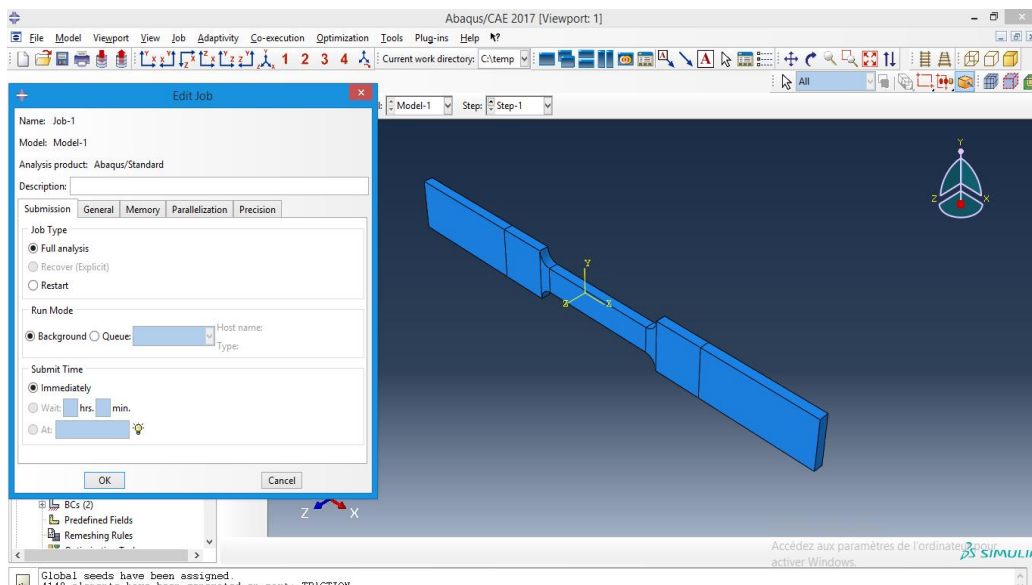 Abaqus/CAE 2017 [Viewport: 1]
File Model Viewport View Job Adaptivity Co-execution Optimization Tools Plug-ins Help
1 2 3 4 Current work directory: C:\temp
All
Edit Job
Model-1 Step: Step-1
Name: Job-1
Model: Model-1
Analysis product: Abaqus/Standard
Description:
Submission General Memory Parallelization Precision
Job Type
Full analysis
Recover (Explicit)
Restart
Run Mode
Background Queue: Host name:
Type:
Submit Time
Immediately
Wait: hrs. min.
At:
OK Cancel
Y
Z X
Y
Z X
Z X
BCs (2)
Predefined Fields
Remeshing Rules
Accédez aux paramètres de l'ordinateur pour
activer Windows.
SIMULIA
Global seeds have been assigned.